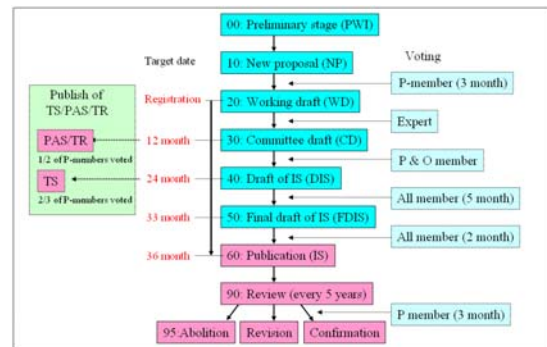 00: Preliminary stage (PWI)
Target date
Voting
10: New proposal (NP)
P-member (3 month)
Publish of
TS/PAS/TR
Registration
20: Working draft (WD)
Expert
PAS/TR
12 month
30: Committee draft (CD)
1/2 of P-members voted
P & O member
TS
24 month
40: Draft of IS (DIS)
2/3 of P-members voted
All member (5 month)
33 month
50: Final draft of IS (FDIS)
All member (2 month)
36 month
60: Publication (IS)
90: Review (every 5 years)
P member (3 month)
95:Abolition
Revision
Confirmation